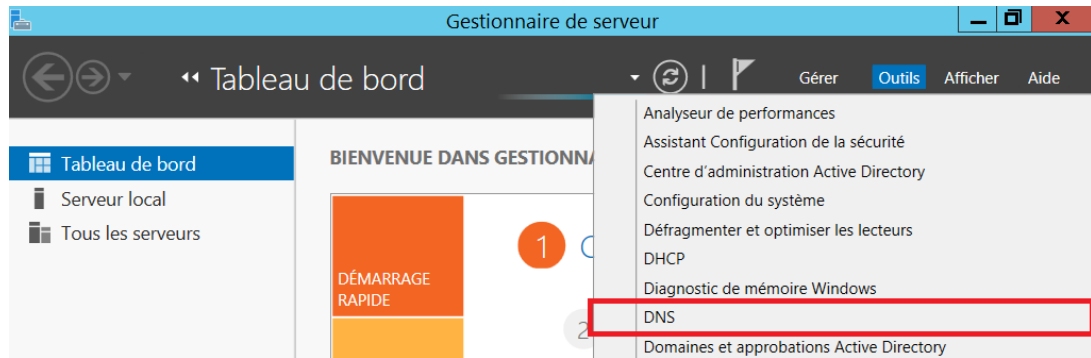 Gestionnaire de serveur
Tableau de bord
Gérer Outils Afficher Aide
Tableau de bord
Serveur local
Tous les serveurs
BIENVENUE DANS
1
DÉMARRAGE
RAPIDE
2
Analyseur de performances
Assistant Configuration de la sécurité
Centre d'administration Active Directory
Configuration du système
Défragmenter et optimiser les lecteurs
DHCP
Diagnostic de mémoire Windows
DNS
Domaines et approbations Active Directory